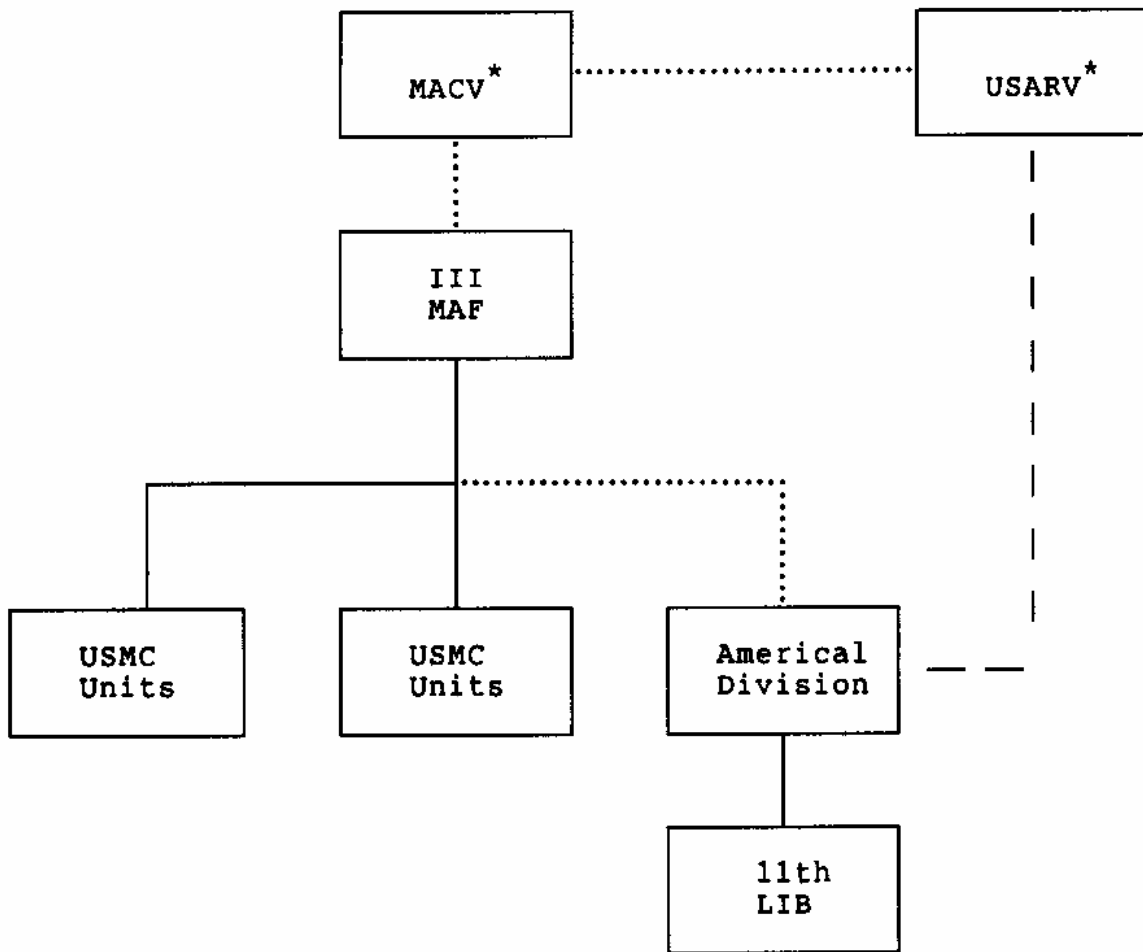 MACV*
USARV*
III
MAF
USMC
Units
USMC
Units
Americal
Division
11th
LIB